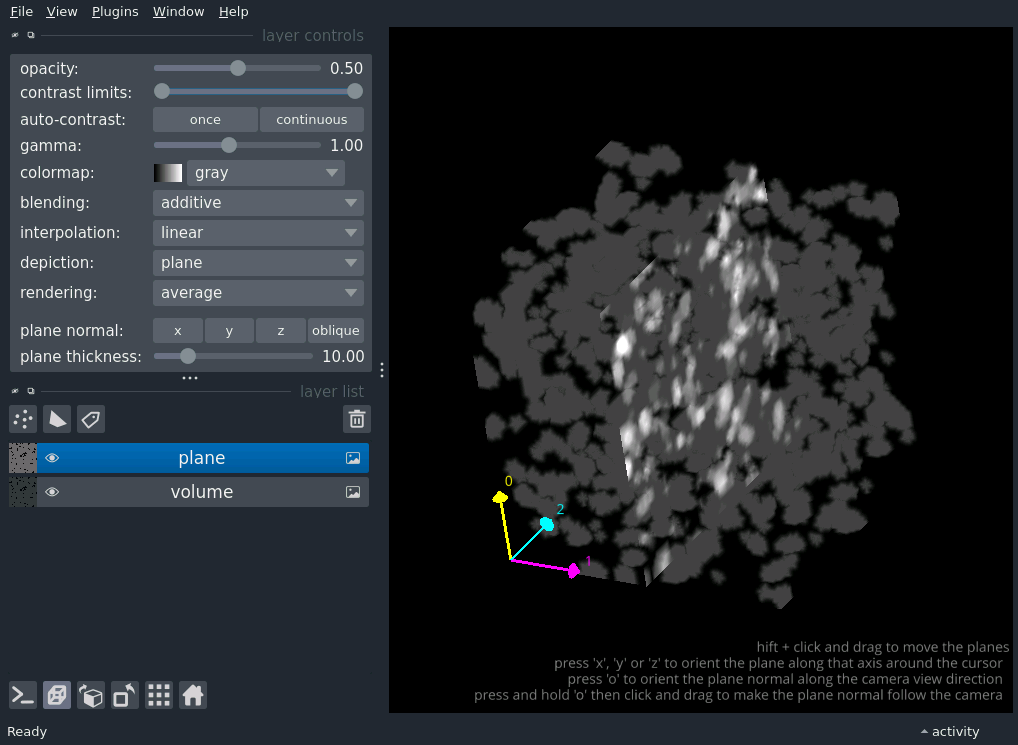 File View Plugins Window Help
layer controls
opacity: 0.50
contrast limits:
auto-contrast: once continuous
gamma: 1.00
colormap: gray
blending: additive
interpolation: linear
depiction: plane
rendering: average
plane normal: x y z oblique
plane thickness: 10.00
layer list
plane
volume
0
2
1
hift + click and drag to move the planes
press 'x', 'y' or 'z' to orient the plane along that axis around the cursor
press 'o' to orient the plane normal along the camera view direction
press and hold 'o' then click and drag to make the plane normal follow the camera
Ready
activity